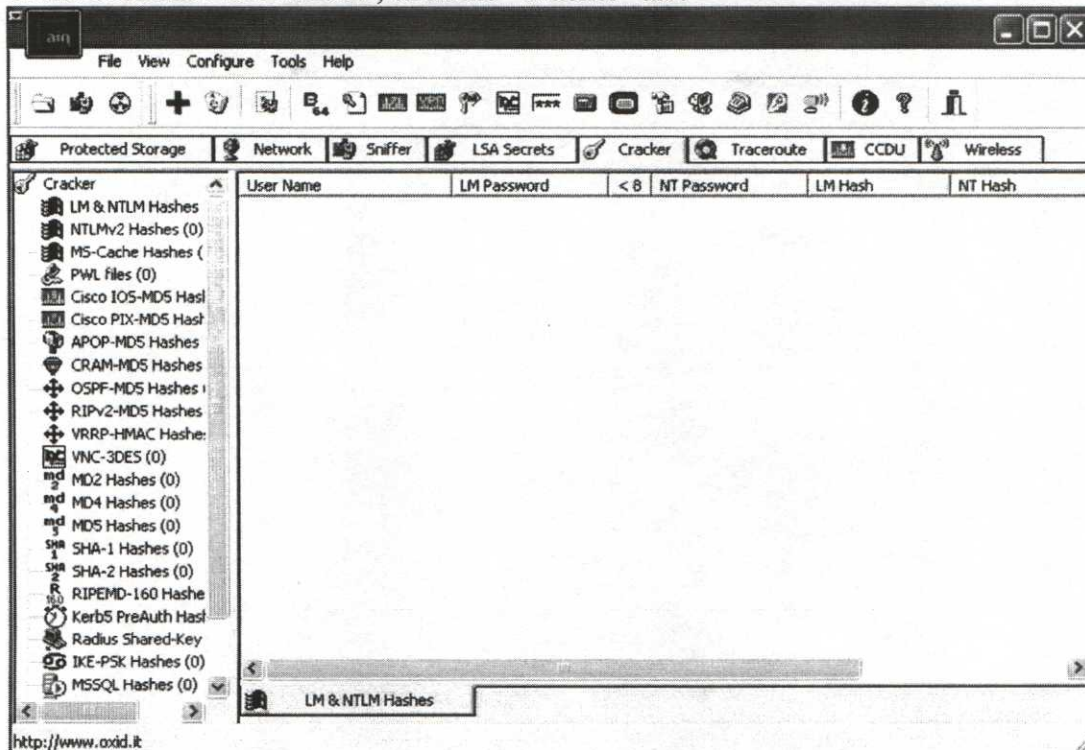 File View Configure Tools Help
Protected Storage Network Sniffer LSA Secrets Cracker Traceroute CCDU Wireless
Cracker
LM & NTLM Hashes
NTLMv2 Hashes (0)
MS-Cache Hashes (
PWL files (0)
Cisco IOS-MD5 Hasl
Cisco PIX-MD5 Hash
APOP-MD5 Hashes
CRAM-MD5 Hashes
OSPF-MD5 Hashes
RIPv2-MD5 Hashes
VRRP-HMAC Hashe
VNC-3DES (0)
MD2 Hashes (0)
MD4 Hashes (0)
MD5 Hashes (0)
SHA-1 Hashes (0)
SHA-2 Hashes (0)
RIPEMD-160 Hashe
Kerb5 PreAuth Hasl
Radius Shared-Key
IKE-PSK Hashes (0)
MSSQL Hashes (0)
User Name LM Password < 8 NT Password LM Hash NT Hash
LM & NTLM Hashes
http://www.oxid.it